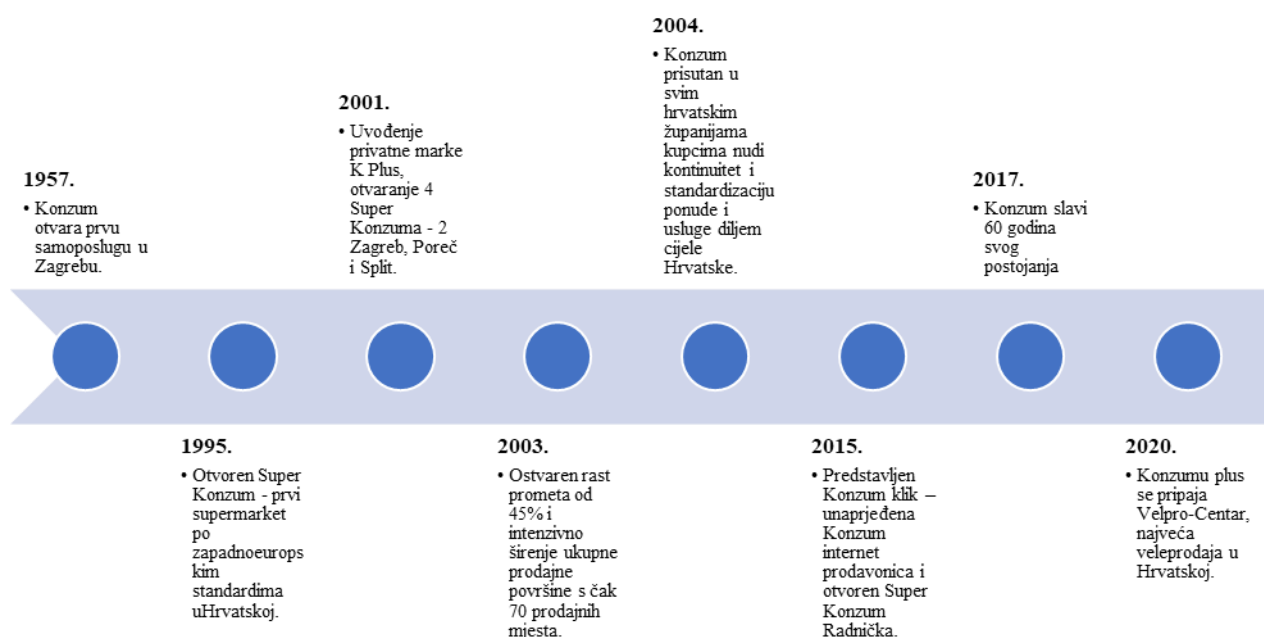 1957.
• Konzum
otvara prvu
samoposlugu u
Zagrebu.
1995.
• Otvoren Super
Konzum - prvi
supermarket
po
zapadnoeurops
kim
standardima
uHrvatskoj.
2001.
• Uvođenje
privatne marke
K Plus,
otvaranje 4
Super
Konzuma - 2
Zagreb, Poreč
i Split.
2003.
• Ostvaren rast
prometa od
45% i
intenzivno
širenje ukupne
prodajne
površine s čak
70 prodajnih
mjesta.
2004.
• Konzum
prisutan u
svim
hrvatskim
županijama
kupcima nudi
kontinuitet i
standardizaciju
ponude i
usluge diljem
cijele
Hrvatske.
2015.
• Predstavljen
Konzum klik –
unaprjeđena
Konzum
internet
prodavonica i
otvoren Super
Konzum
Radnička.
2017.
• Konzum slavi
60 godina
svog
postojanja
2020.
• Konzumu plus
se pripaja
Velpro-Centar,
najveća
veleprodaja u
Hrvatskoj.